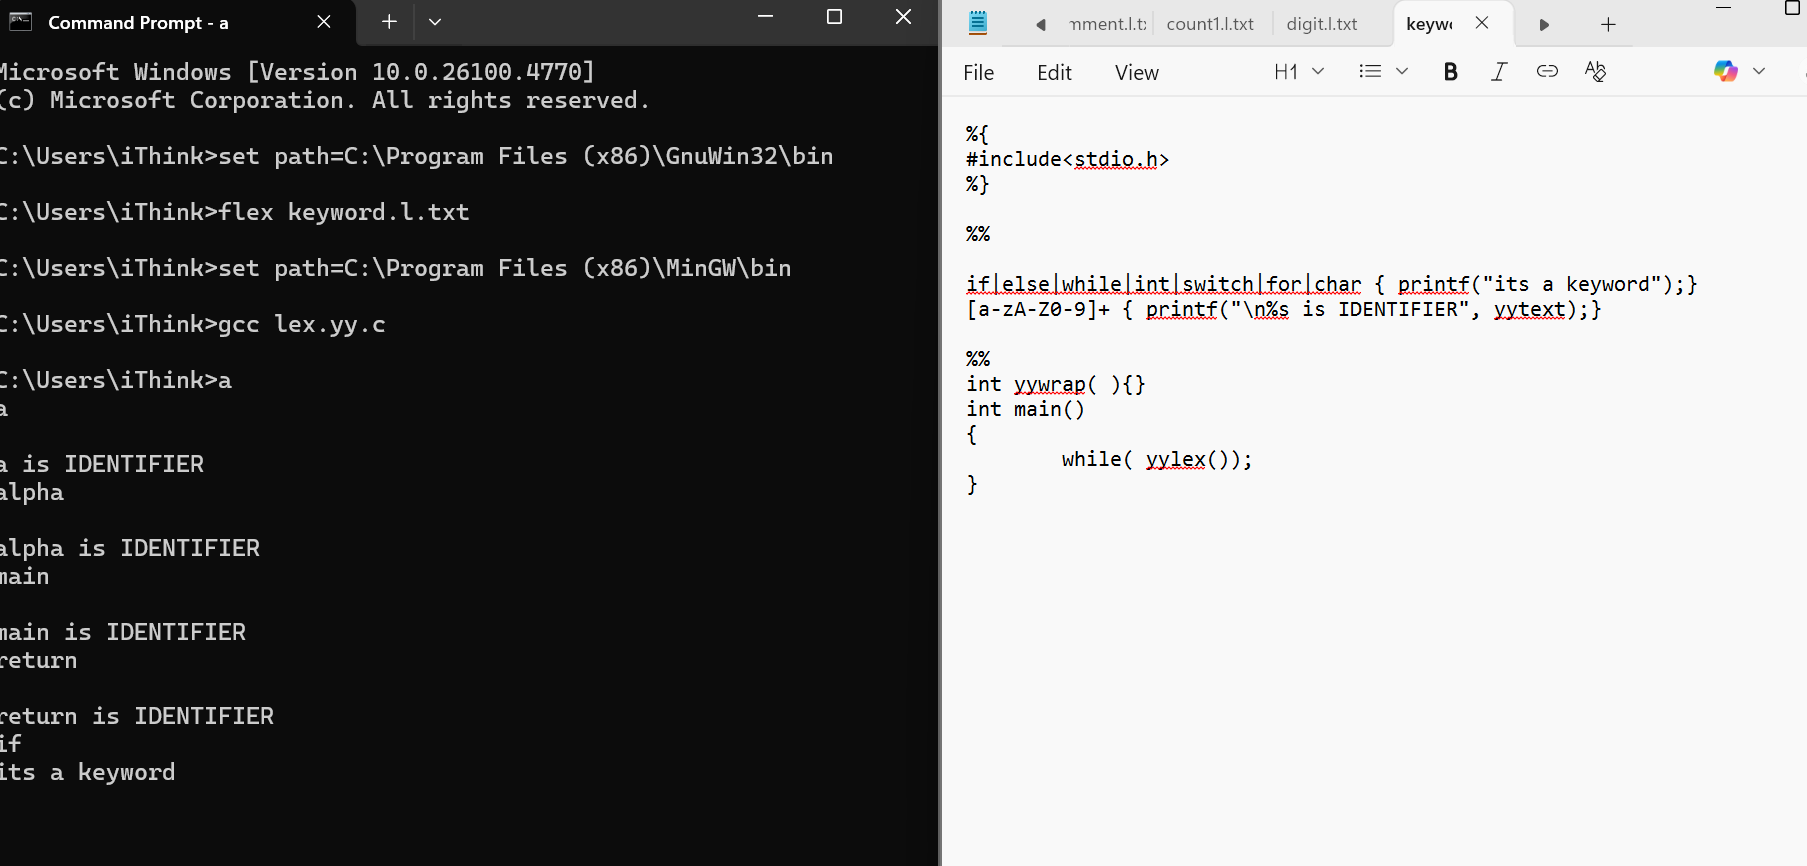 Command Prompt - a
Microsoft Windows [Version 10.0.26100.4770]
(c) Microsoft Corporation. All rights reserved.
C:\Users\iThink>set path=C:\Program Files (x86)\GnuWin32\bin
C:\Users\iThink>flex keyword.l.txt
C:\Users\iThink>set path=C:\Program Files (x86)\MinGW\bin
C:\Users\iThink>gcc lex.yy.c
C:\Users\iThink>a
a
a is IDENTIFIER
alpha
alpha is IDENTIFIER
main
main is IDENTIFIER
return
return is IDENTIFIER
if
its a keyword
count1.l.txt digit.l.txt keyw
File Edit View H1 B I
%{
#include<stdio.h>
%}
%%
if|else|while|int|switch|for|char { printf("its a keyword");}
[a-zA-Z0-9]+ { printf("\n%s is IDENTIFIER", yytext);}
%%
int yywrap( ){}
int main()
{
while( yylex());
}